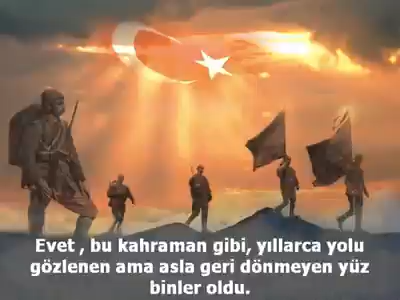 Evet , bu kahraman gibi, yıllarca yolu
gözlenen ama asla geri dönmeyen yüz
binler oldu.